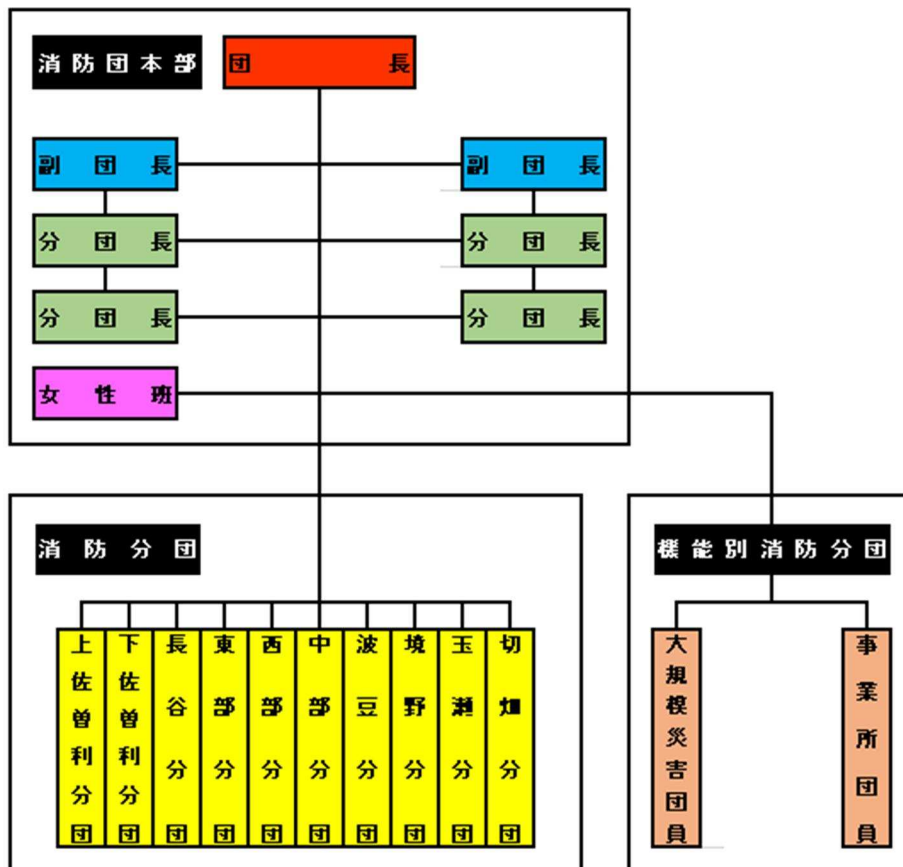 消防団本部
団長
副団長
副団長
分団長
分団長
分団長
分団長
女性班
消防分団
機能別消防分団
上佐曽利分団
下佐曽利分団
長谷分団
東部分団
西部分団
中部分団
波豆分団
境野分団
玉瀬分団
切畑分団
大規模災害団員
事業所団員